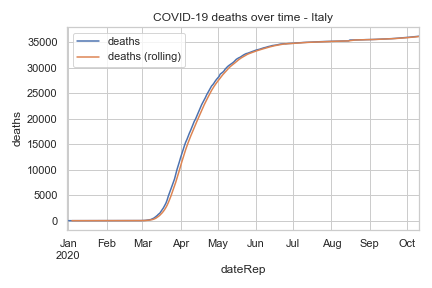 COVID-19 deaths over time - Italy
deaths
deaths (rolling)
35000
30000
25000
20000
15000
10000
5000
0
deaths
Jan Feb Mar Apr May Jun Jul Aug Sep Oct
2020
dateRep